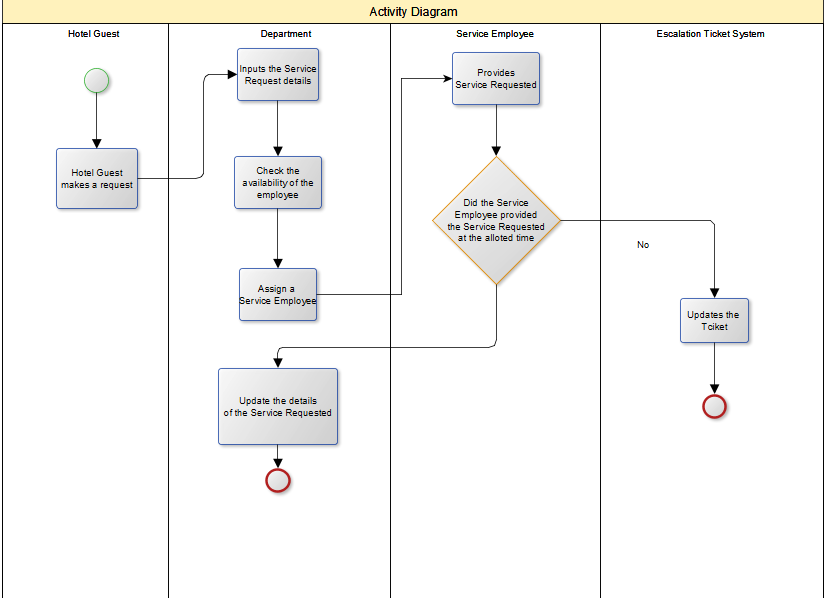 Activity Diagram
Hotel Guest
Department
Service Employee
Escalation Ticket System
Inputs the Service
Request details
Provides
Service Requested
Hotel Guest
makes a request
Check the
availability of the
employee
Did the Service
Employee provided
the Service Requested
at the alloted time
No
Assign a
Service Employee
Updates the
Tciket
Update the details
of the Service Requested